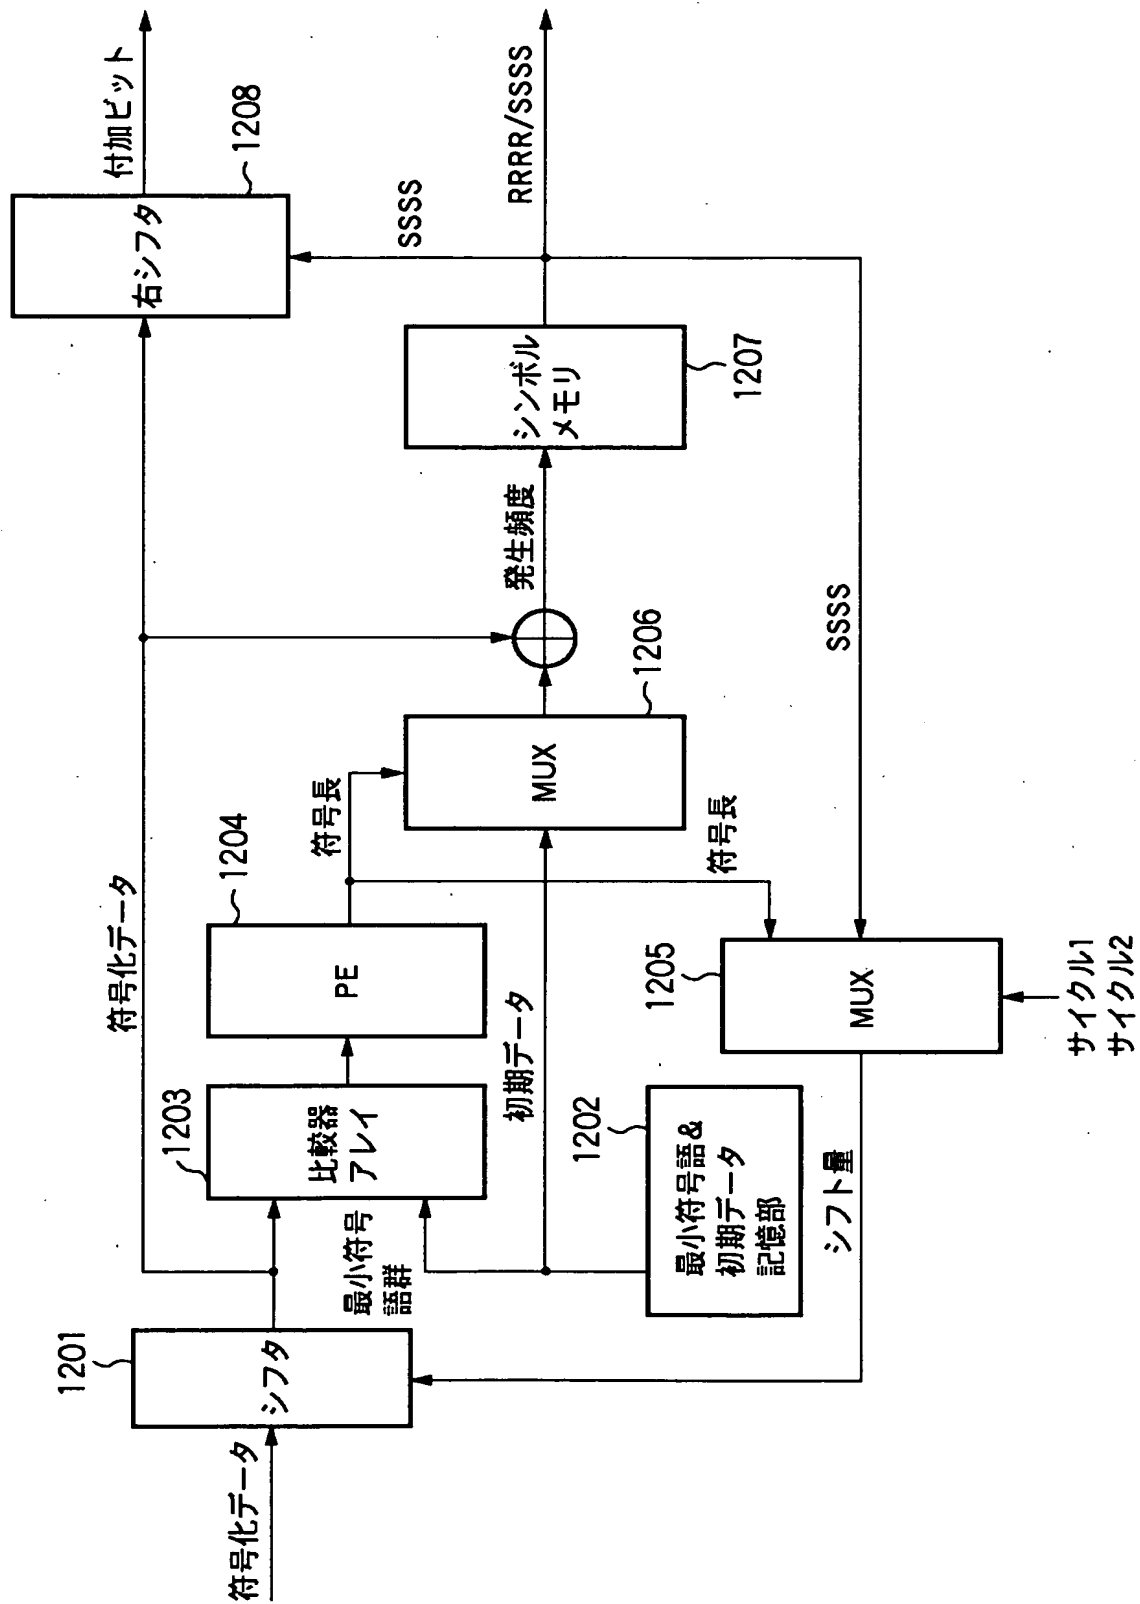 符号化データ
シフタ
1201
符号化データ
最小符号
語群
比較器
アレイ
1203
PE
1204
符号長
初期データ
最小符号語&
初期データ
記憶部
1202
シフト量
MUX
1205
サイクル1
サイクル2
符号長
MUX
1206
発生頻度
シンボル
メモリ
1207
SSSS
SSSS
RRRR/SSSS
右シフタ
1208
付加ビット